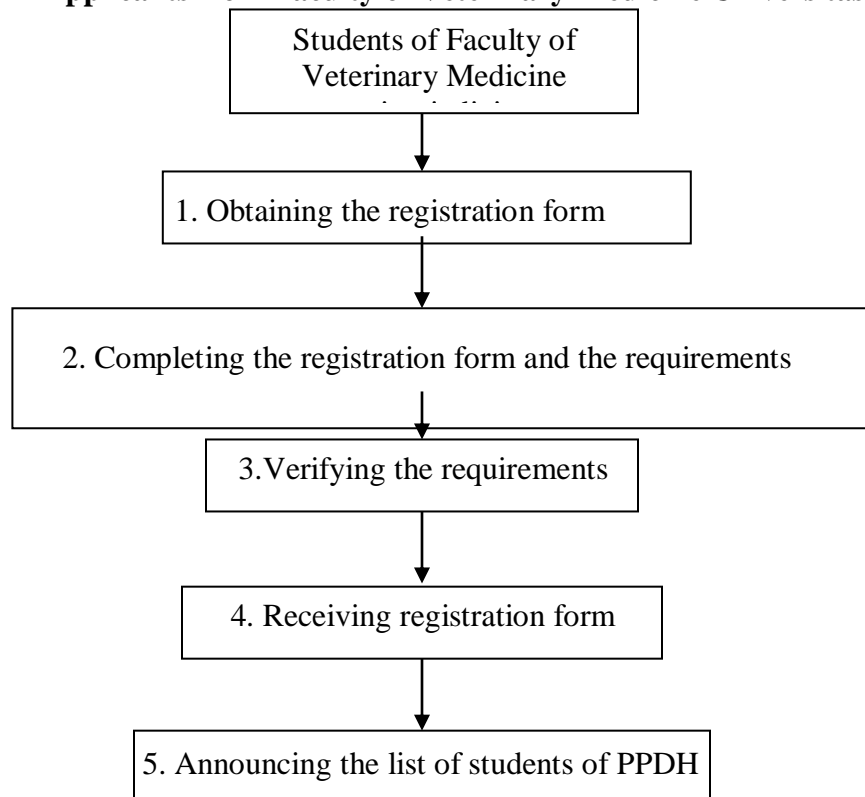 Students of Faculty of
Veterinary Medicine
1. Obtaining the registration form
2. Completing the registration form and the requirements
3.Verifying the requirements
4. Receiving registration form
5. Announcing the list of students of PPDH